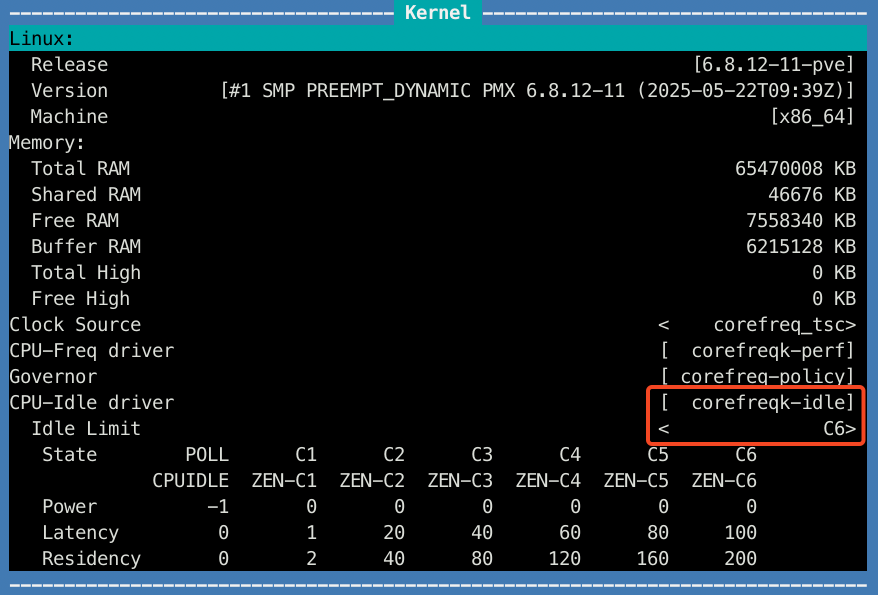 Kernel
Linux:
Release [6.8.12-11-pve]
Version [#1 SMP PREEMPT_DYNAMIC PMX 6.8.12-11 (2025-05-22T09:39Z)]
Machine [x86_64]
Memory:
Total RAM 65470008 KB
Shared RAM 46676 KB
Free RAM 7558340 KB
Buffer RAM 6215128 KB
Total High 0 KB
Free High 0 KB
Clock Source < corefreq_tsc>
CPU-Freq driver [ corefreqk-perf]
Governor [ corefreq-policy]
CPU-Idle driver [ corefreqk-idle]
Idle Limit < C6>
State POLL C1 C2 C3 C4 C5 C6
CPUIDLE ZEN-C1 ZEN-C2 ZEN-C3 ZEN-C4 ZEN-C5 ZEN-C6
Power -1 0 0 0 0 0 0
Latency 0 1 20 40 60 80 100
Residency 0 2 40 80 120 160 200